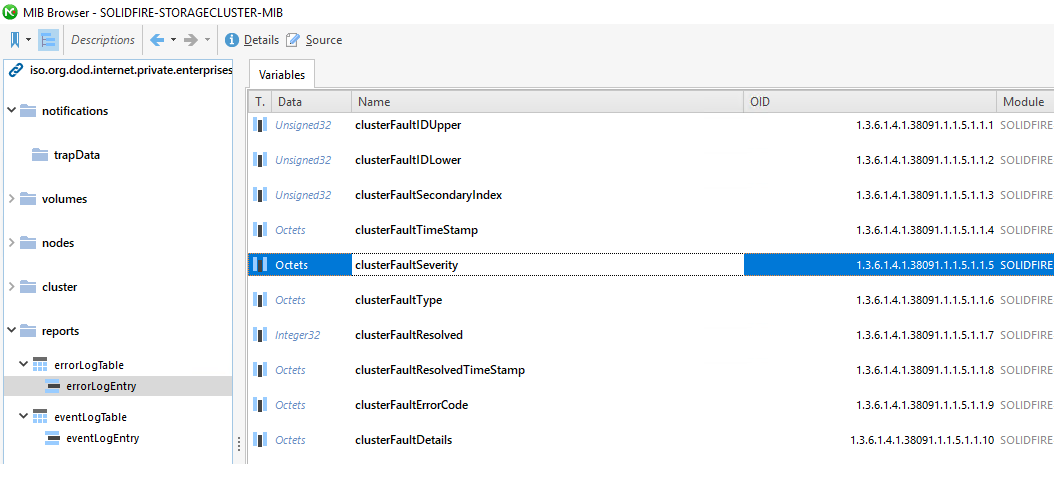 MIB Browser - SOLIDFIRE-STORAGECLUSTER-MIB
Descriptions Details Source
iso.org.dod.internet.private.enterprises
notifications
trapData
volumes
nodes
cluster
reports
errorLogTable
errorLogEntry
eventLogTable
eventLogEntry
Variables
T. Data Name OID Module
Unsigned32 clusterFaultIDUpper 1.3.6.1.4.1.38091.1.1.5.1.1.1 SOLIDFIRE
Unsigned32 clusterFaultIDLower 1.3.6.1.4.1.38091.1.1.5.1.1.2 SOLIDFIRE
Unsigned32 clusterFaultSecondaryIndex 1.3.6.1.4.1.38091.1.1.5.1.1.3 SOLIDFIRE
Octets clusterFaultTimeStamp 1.3.6.1.4.1.38091.1.1.5.1.1.4 SOLIDFIRE
Octets clusterFaultSeverity 1.3.6.1.4.1.38091.1.1.5.1.1.5 SOLIDFIRE
Octets clusterFaultType 1.3.6.1.4.1.38091.1.1.5.1.1.6 SOLIDFIRE
Integer32 clusterFaultResolved 1.3.6.1.4.1.38091.1.1.5.1.1.7 SOLIDFIRE
Octets clusterFaultResolvedTimeStamp 1.3.6.1.4.1.38091.1.1.5.1.1.8 SOLIDFIRE
Octets clusterFaultErrorCode 1.3.6.1.4.1.38091.1.1.5.1.1.9 SOLIDFIRE
Octets clusterFaultDetails 1.3.6.1.4.1.38091.1.1.5.1.1.10 SOLIDFIRE